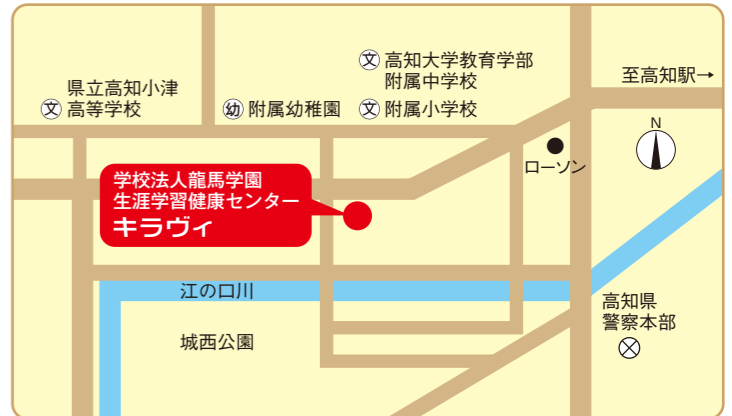 県立高知小津
文 高等学校
幼 附属幼稚園
文 高知大学教育学部
附属中学校
文 附属小学校
至高知駅→
N
ローソン
学校法人龍馬学園
生涯学習健康センター
キラヴィ
江の口川
城西公園
高知県
警察本部